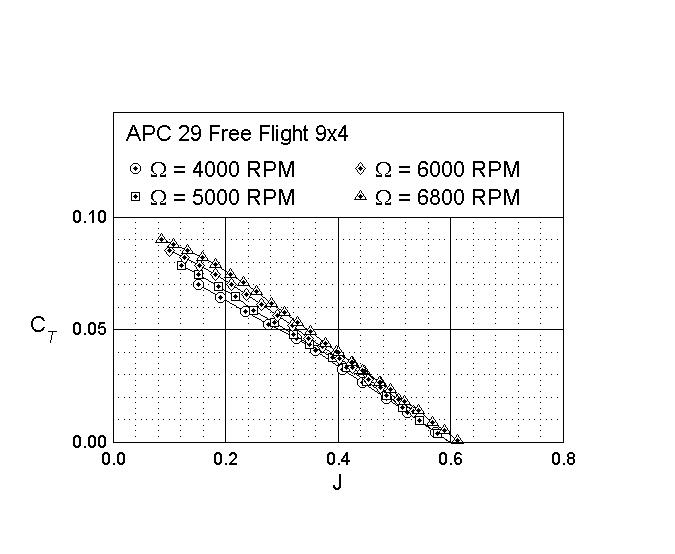 APC 29 Free Flight 9x4
Ω = 4000 RPM
Ω = 6000 RPM
Ω = 5000 RPM
Ω = 6800 RPM
0.10
0.05
0.00
C_T
0.0
0.2
0.4
0.6
0.8
J